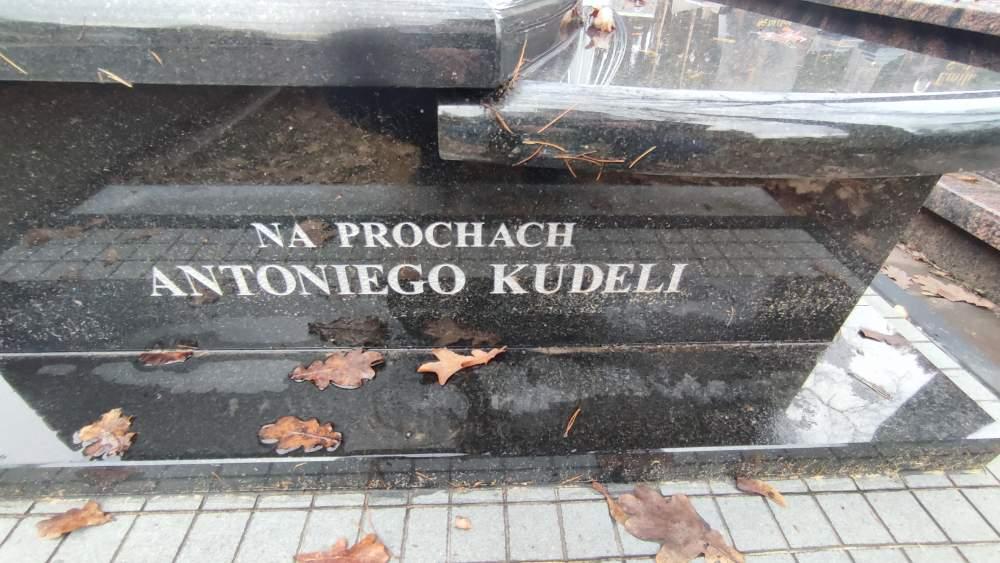 NA PROCHACH
ANTONIEGO KUDELI